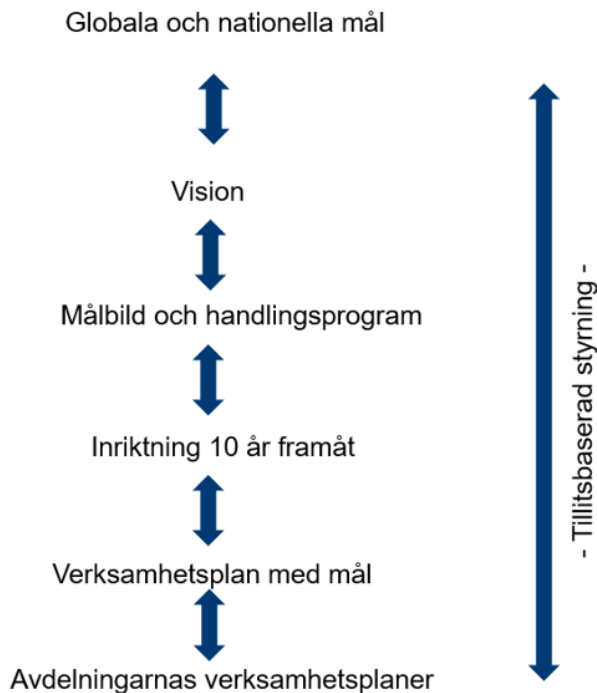 Globala och nationella mål
Vision
Målbild och handlingsprogram
Inriktning 10 år framåt
Verksamhetsplan med mål
Avdelningarnas verksamhetsplaner
- Tillitsbaserad styrning -